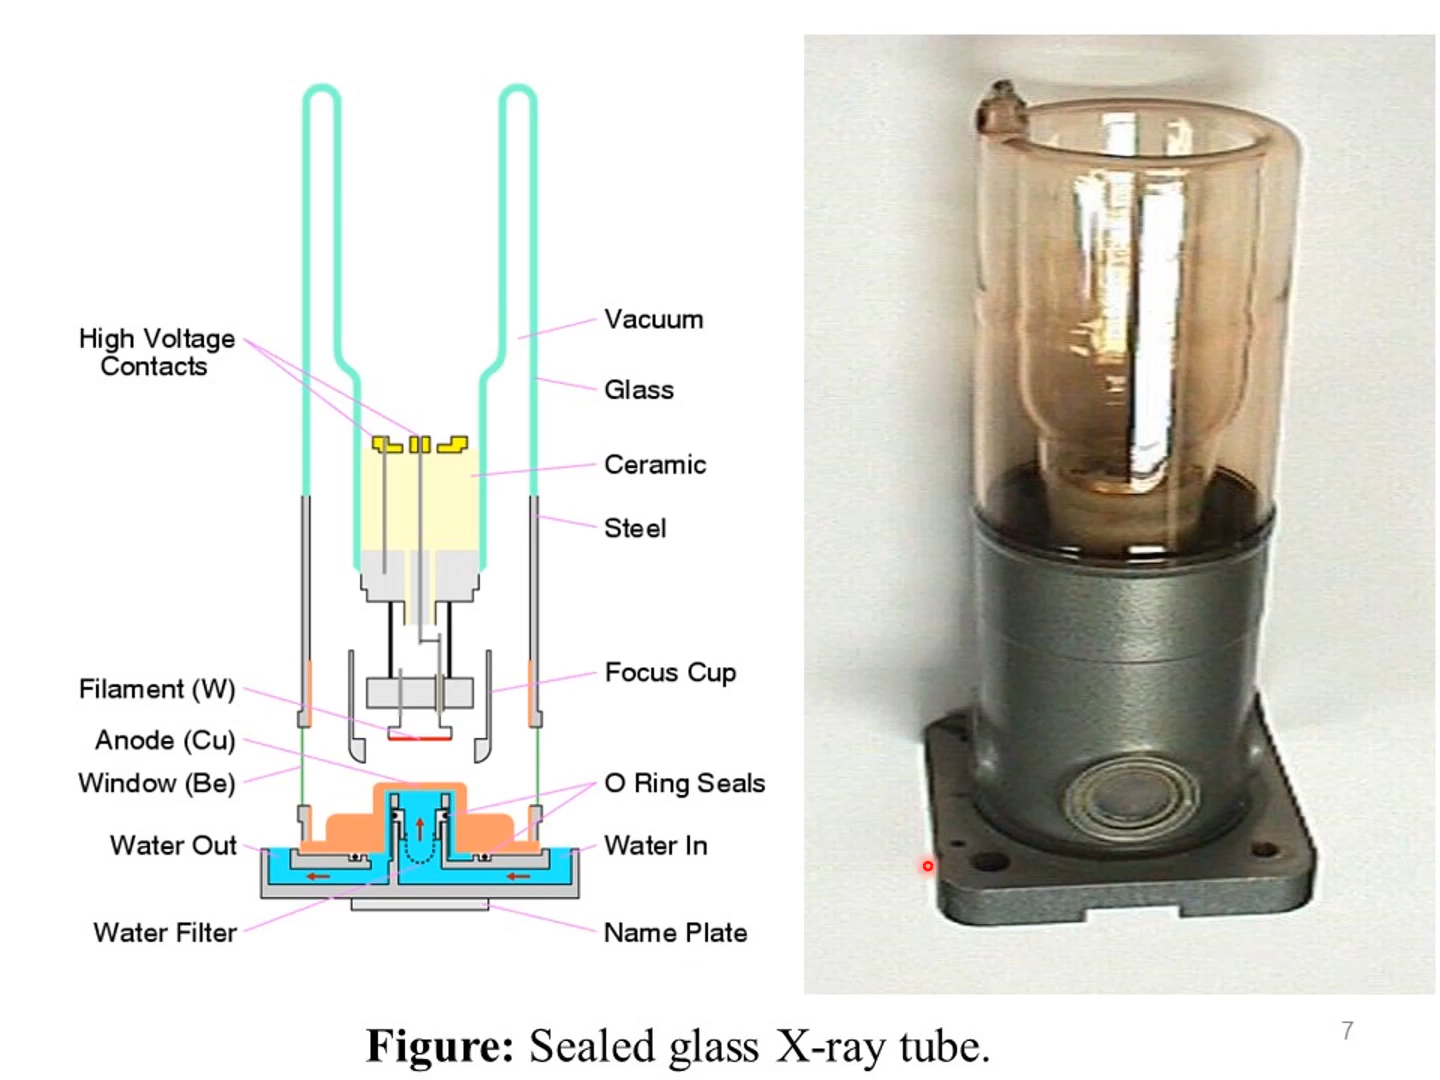 High Voltage
Contacts
Vacuum
Glass
Ceramic
Steel
Filament (W)
Focus Cup
Anode (Cu)
Window (Be)
O Ring Seals
Water Out
Water In
Water Filter
Name Plate
Figure: Sealed glass X-ray tube.
7